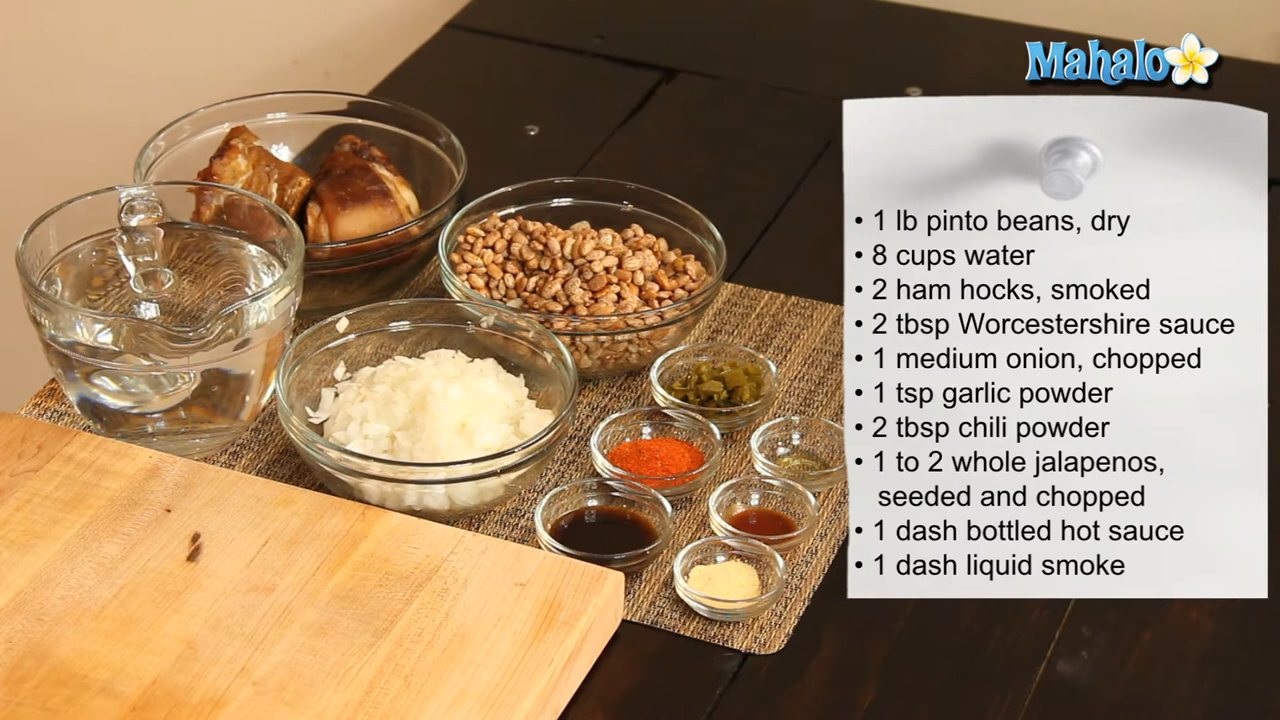 Mahalo
• 1 lb pinto beans, dry
• 8 cups water
• 2 ham hocks, smoked
• 2 tbsp Worcestershire sauce
• 1 medium onion, chopped
• 1 tsp garlic powder
• 2 tbsp chili powder
• 1 to 2 whole jalapenos,
seeded and chopped
• 1 dash bottled hot sauce
• 1 dash liquid smoke